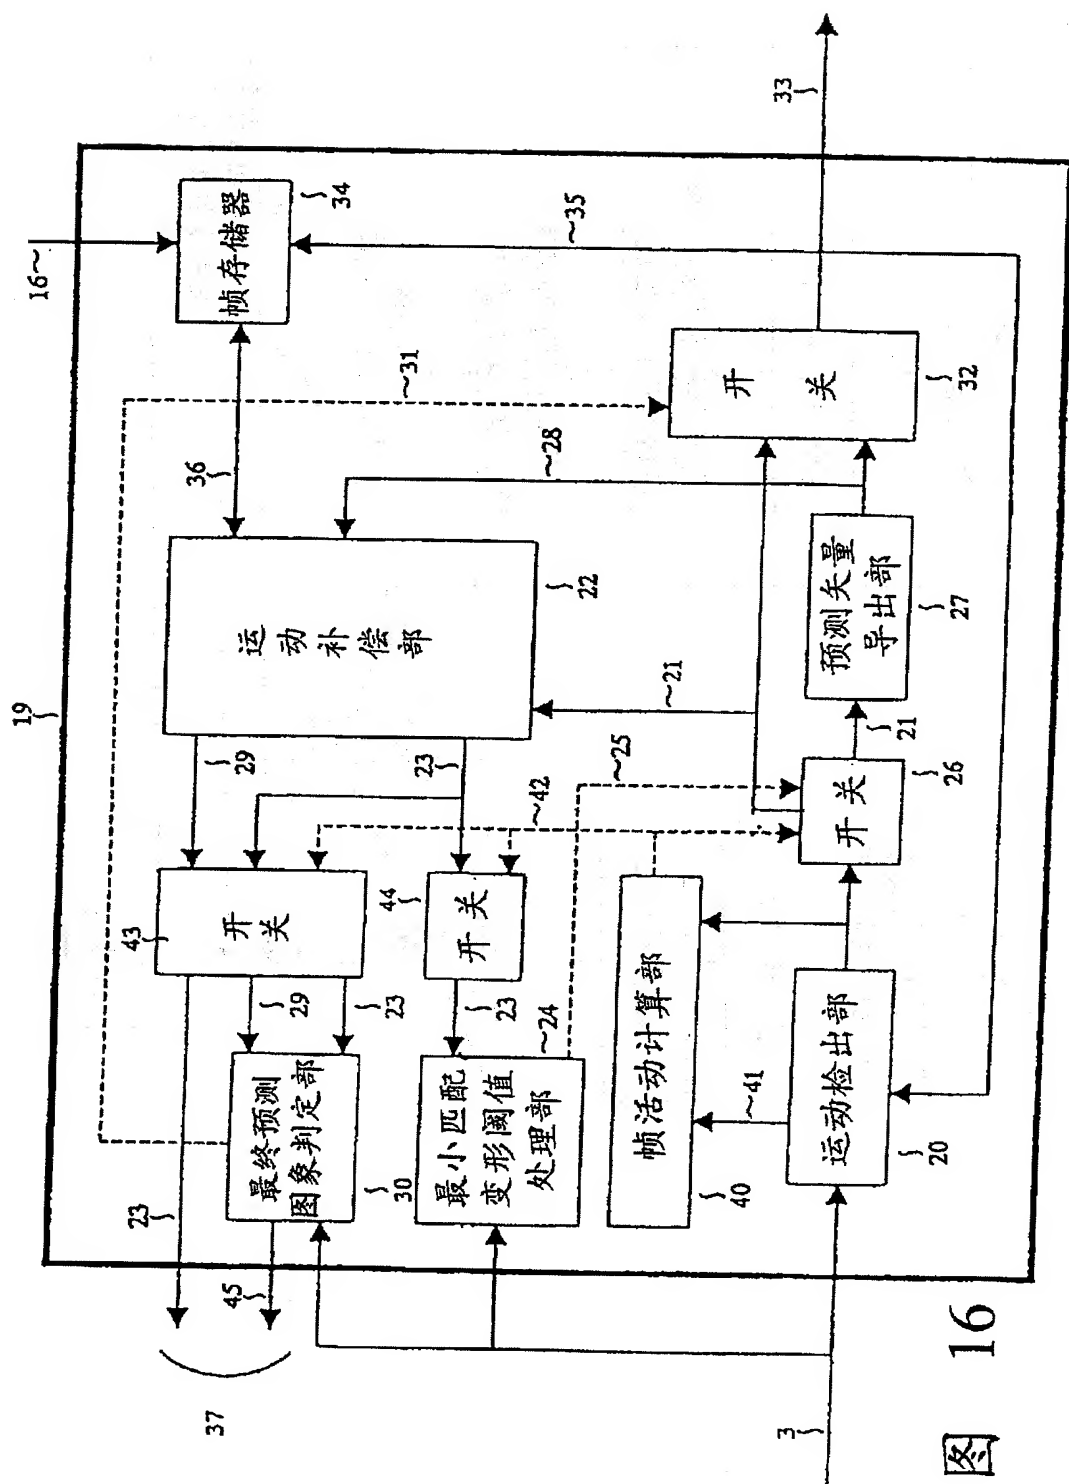 19
16
37
23
45
43
开
关
29
23
29
36
帧存储器
34
最终预测
图象判定部
30
31
运动补偿部
22
44
开关
23
23
28
最小匹配
变形阈值
处理部
24
42
25
21
35
帧活动计算部
40
41
开
关
32
33
3
运动检出部
20
开关
26
21
预测矢量
导出部
27
图 16